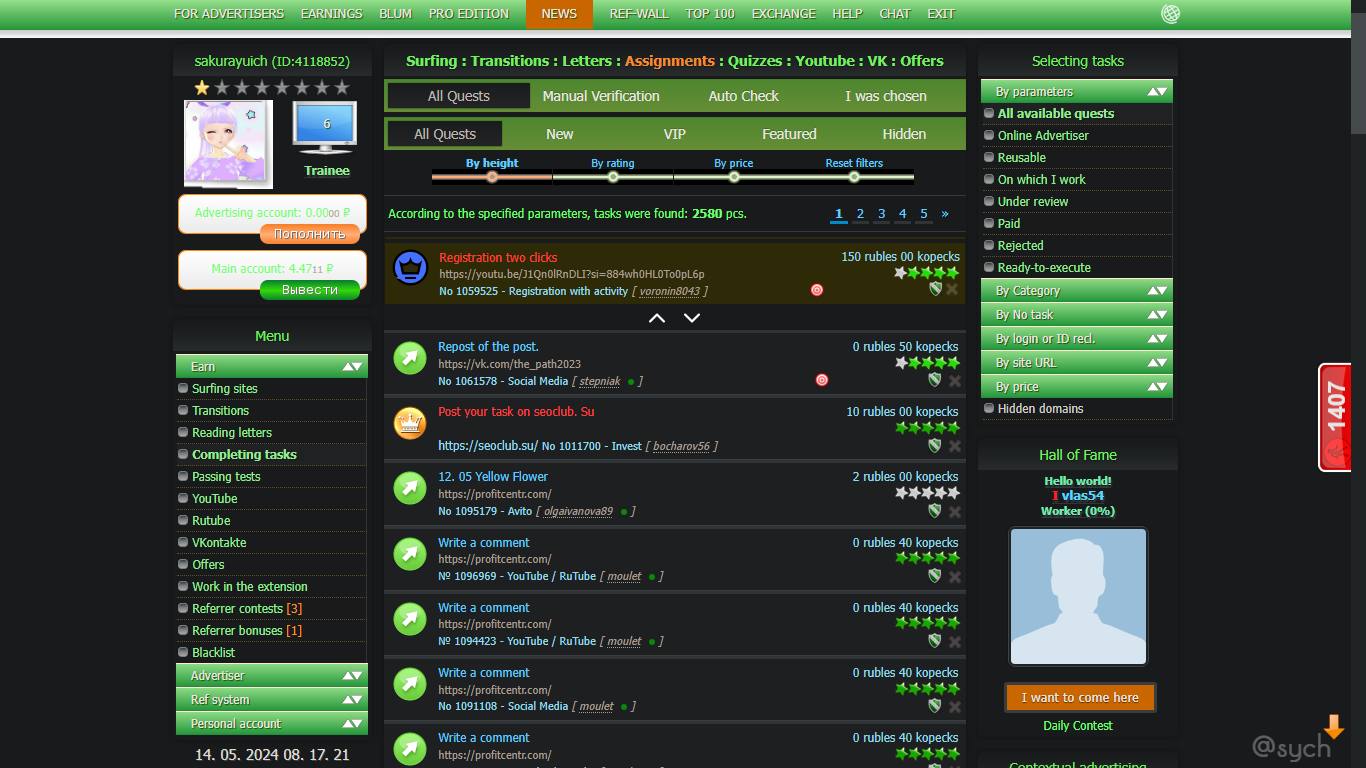 FOR ADVERTISERS EARNINGS BLUM PRO EDITION NEWS REF-WALL TOP 100 EXCHANGE HELP CHAT EXIT
sakurayuich (ID:4118852)
6
Trainee
Advertising account: 0.0000 ₽
Пополнить
Main account: 4.4711 ₽
Вывести
Menu
Earn
Surfing sites
Transitions
Reading letters
Completing tasks
Passing tests
YouTube
Rutube
VKontakte
Offers
Work in the extension
Referrer contests [3]
Referrer bonuses [1]
Blacklist
Advertiser
Ref system
Personal account
14. 05. 2024 08. 17. 21
Surfing : Transitions : Letters : Assignments : Quizzes : Youtube : VK : Offers
All Quests Manual Verification Auto Check I was chosen
All Quests New VIP Featured Hidden
By height By rating By price Reset filters
According to the specified parameters, tasks were found: 2580 pcs. 1 2 3 4 5 »
Registration two clicks 150 rubles 00 kopecks
https://youtu.be/J1Qn0lRnDLI?si=884wh0HL0To0pL6p
No 1059525 - Registration with activity [ voronin8043 ]
Repost of the post. 0 rubles 50 kopecks
https://vk.com/the_path2023
No 1061578 - Social Media [ stepniak ● ]
Post your task on seoclub. Su 10 rubles 00 kopecks
https://seoclub.su/ No 1011700 - Invest [ bocharov56 ]
12. 05 Yellow Flower 2 rubles 00 kopecks
https://profitcentr.com/
No 1095179 - Avito [ olgaivanova89 ● ]
Write a comment 0 rubles 40 kopecks
https://profitcentr.com/
№ 1096969 - YouTube / RuTube [ moulet ● ]
Write a comment 0 rubles 40 kopecks
https://profitcentr.com/
№ 1094423 - YouTube / RuTube [ moulet ● ]
Write a comment 0 rubles 40 kopecks
https://profitcentr.com/
No 1091108 - Social Media [ moulet ● ]
Write a comment 0 rubles 40 kopecks
https://profitcentr.com/
Selecting tasks
By parameters
All available quests
Online Advertiser
Reusable
On which I work
Under review
Paid
Rejected
Ready-to-execute
By Category
By No task
By login or ID recl.
By site URL
By price
Hidden domains
Hall of Fame
Hello world!
I vlas54
Worker (0%)
I want to come here
Daily Contest
Contextual advertising
1407
@sych